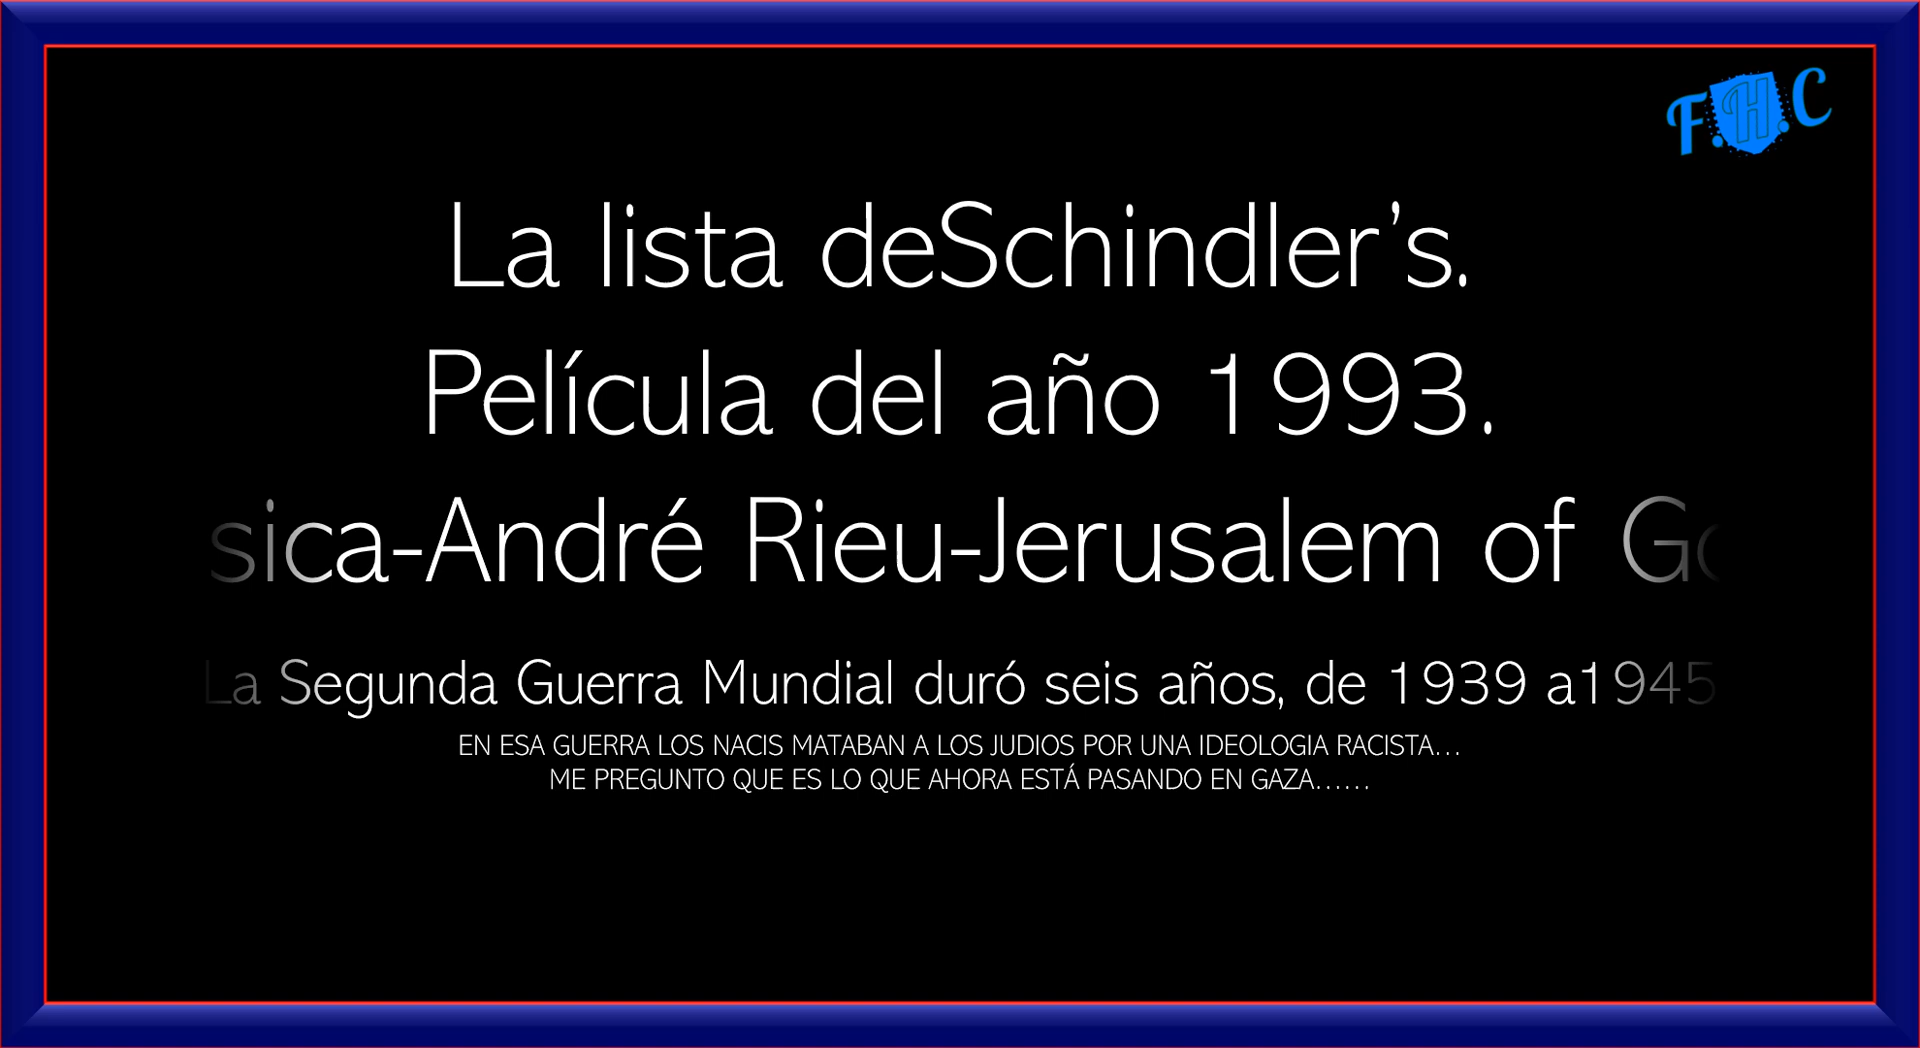 F.H.C
La lista deSchindler’s.
Película del año 1993.
sica-André Rieu-Jerusalem of Go
La Segunda Guerra Mundial duró seis años, de 1939 a1945
EN ESA GUERRA LOS NACIS MATABAN A LOS JUDIOS POR UNA IDEOLOGIA RACISTA...
ME PREGUNTO QUE ES LO QUE AHORA ESTÁ PASANDO EN GAZA......